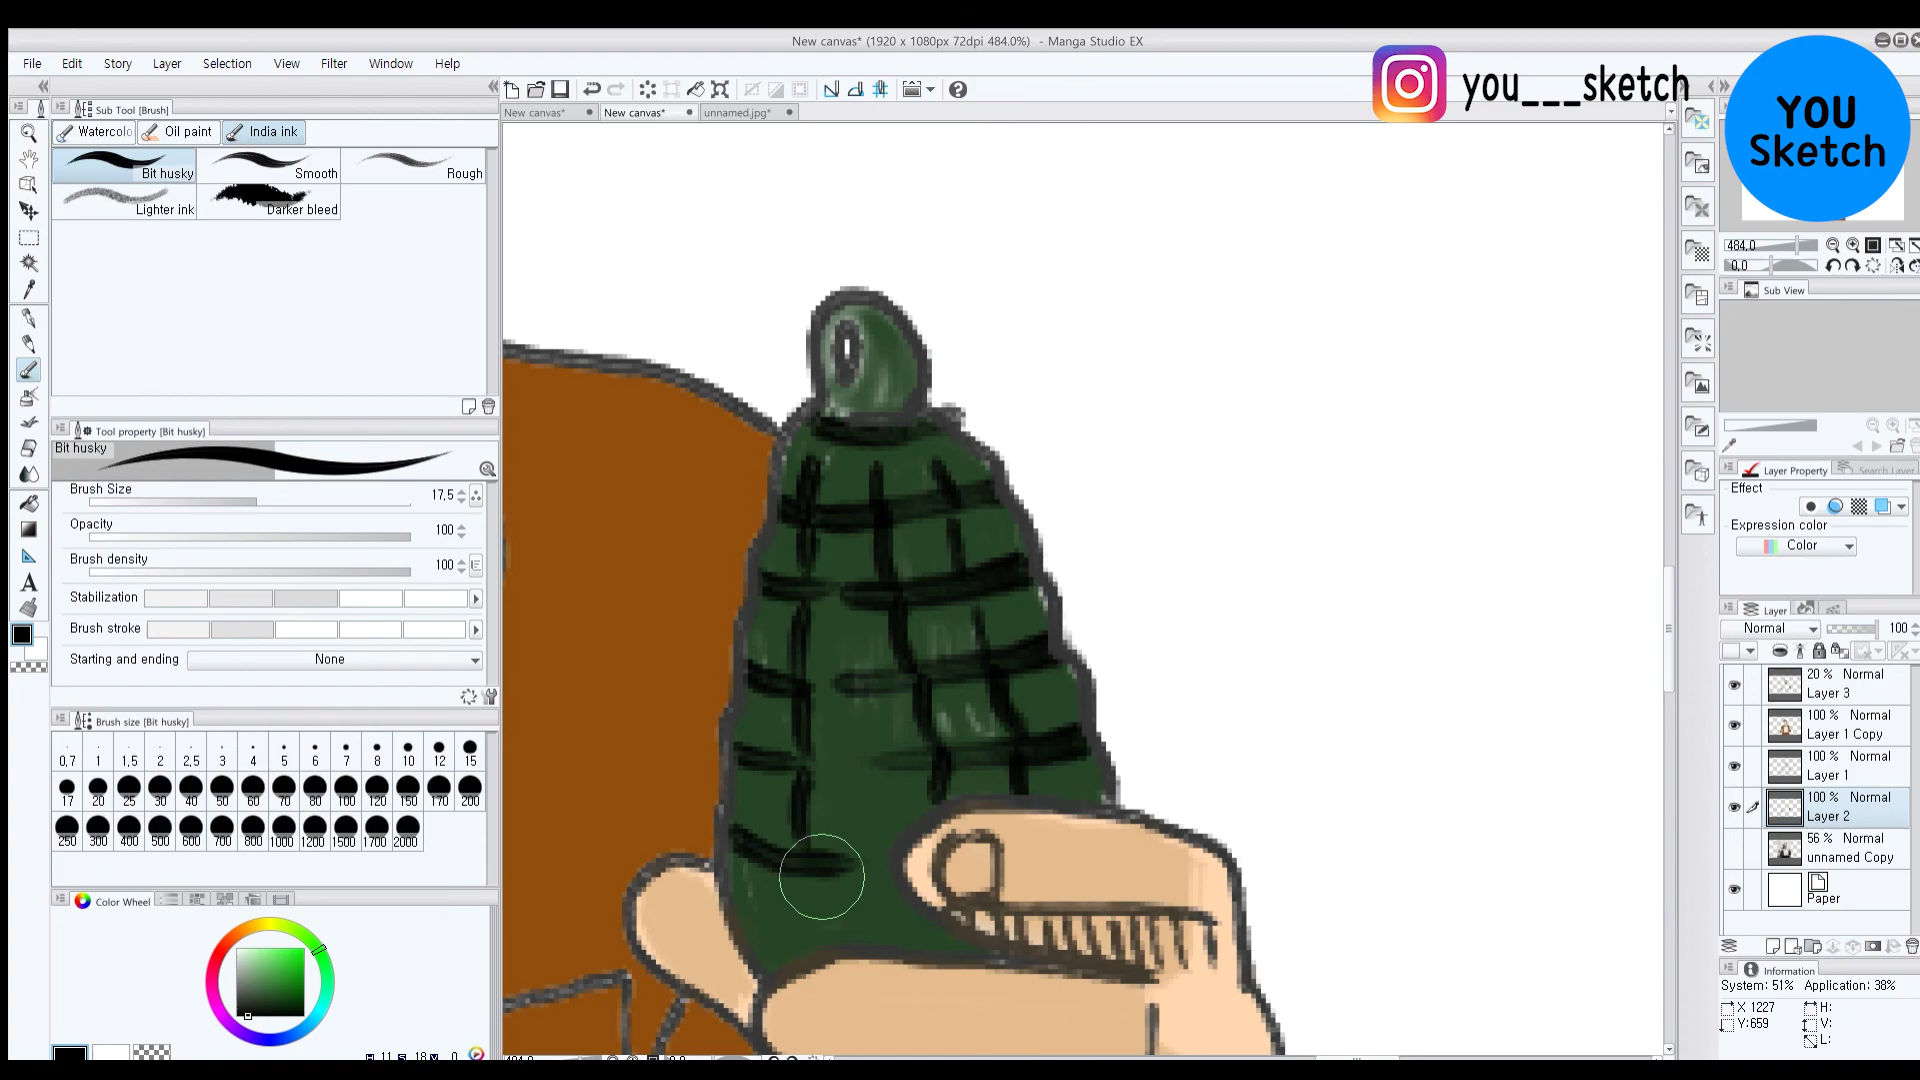 New canvas* (1920 x 1080px 72dpi 484.0%)  - Manga Studio EX
File Edit Story Layer Selection View Filter Window Help
you___sketch
YOU
Sketch
Sub Tool [Brush]
New canvas*
New canvas*
unnamed.jpg*
Watercolo
Oil paint
India ink
Bit husky
Smooth
Rough
Lighter ink
Darker bleed
484.0
0.0
Sub View
Tool property [Bit husky]
Bit husky
Brush Size 17.5
Opacity 100
Brush density 100
Stabilization
Brush stroke
Starting and ending None
Layer Property
Search Layer
Effect
Expression color
Color
Layer
Normal 100
20 % Normal
Layer 3
100 % Normal
Layer 1 Copy
100 % Normal
Layer 1
100 % Normal
Layer 2
56 % Normal
unnamed Copy
Paper
Brush size [Bit husky]
0.7 1 1.5 2 2.5 3 4 5 6 7 8 10 12 15
17 20 25 30 40 50 60 70 80 100 120 150 170 200
250 300 400 500 600 700 800 1000 1200 1500 1700 2000
Color Wheel
Information
System: 51% Application: 38%
X 1227 H:
Y:659 V:
L: